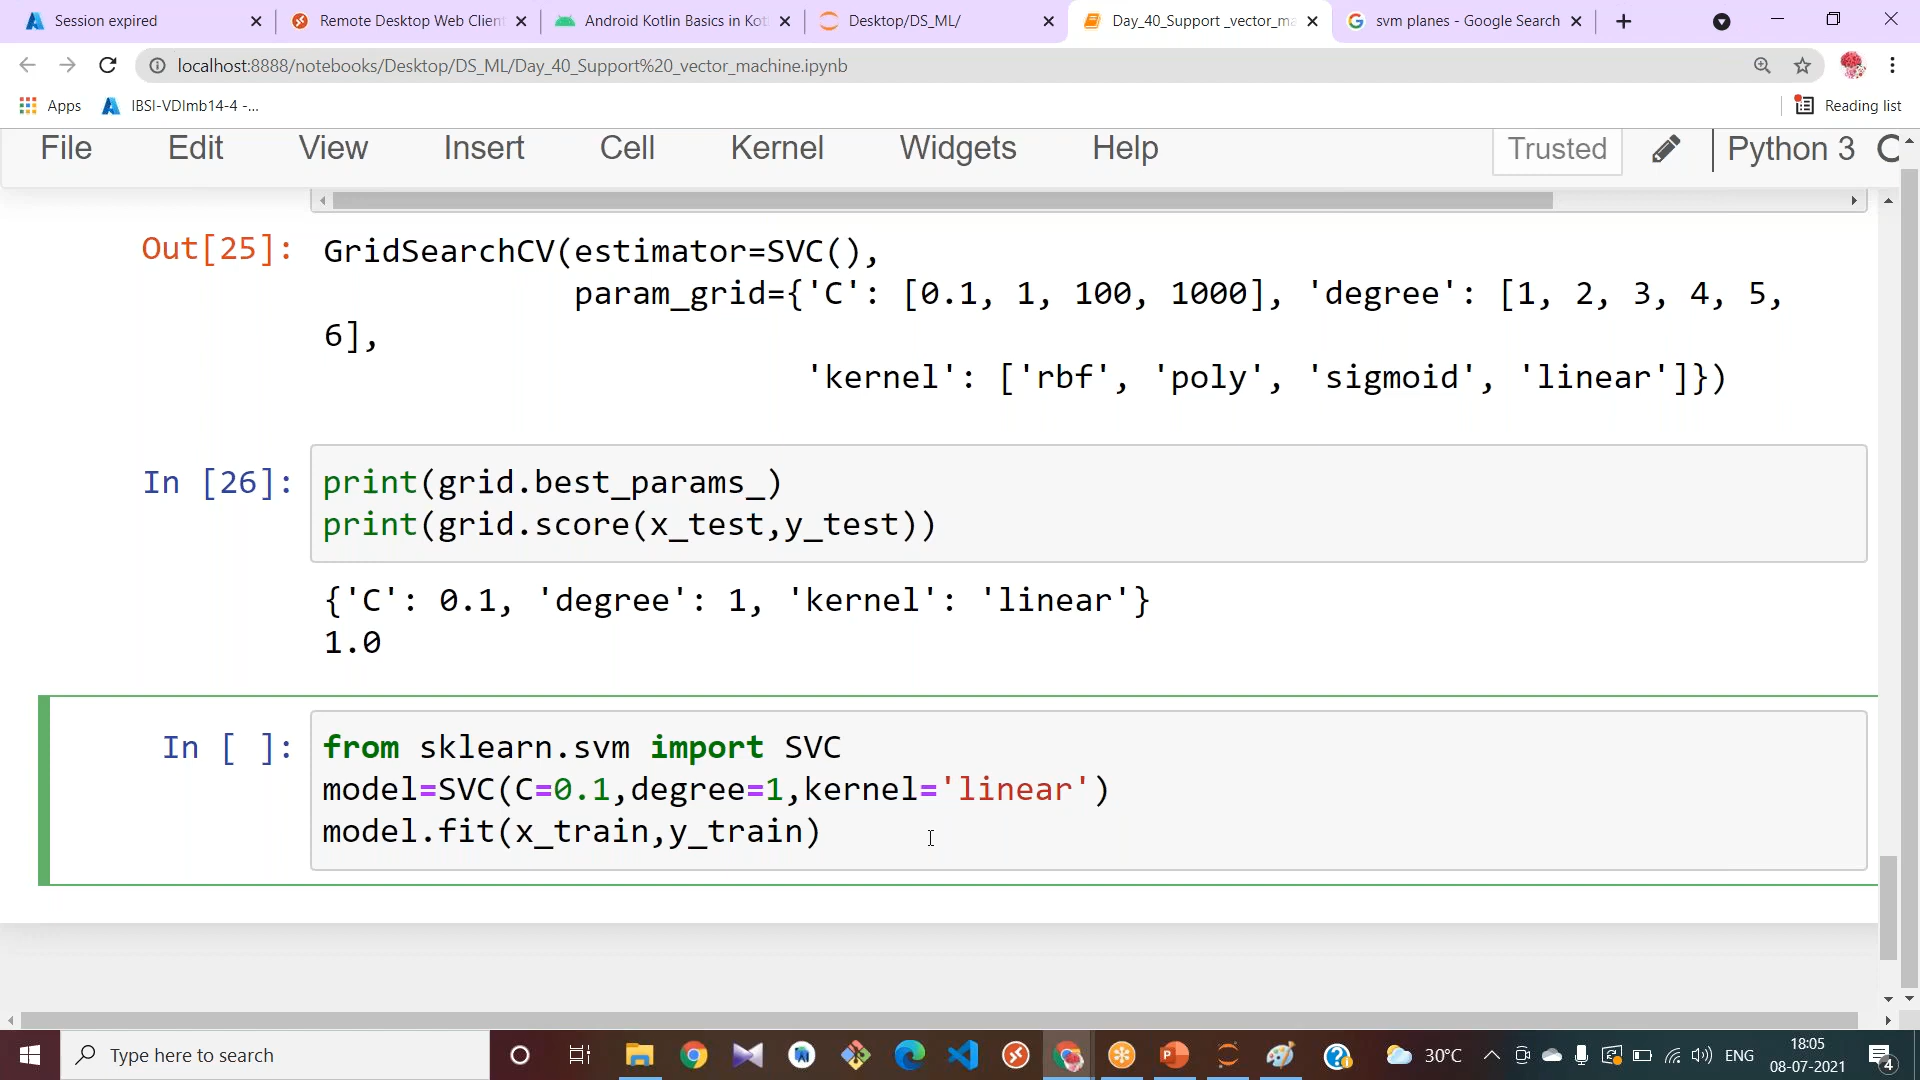 Session expired
Remote Desktop Web Clien
Android Kotlin Basics in Kot
Desktop/DS_ML/
Day_40_Support _vector_ma
svm planes - Google Search
localhost:8888/notebooks/Desktop/DS_ML/Day_40_Support%20_vector_machine.ipynb
Apps
IBSI-VDImb14-4 -...
Reading list
File Edit View Insert Cell Kernel Widgets Help
Trusted
Python 3
Out[25]: GridSearchCV(estimator=SVC(),
param_grid={'C': [0.1, 1, 100, 1000], 'degree': [1, 2, 3, 4, 5,
6],
'kernel': ['rbf', 'poly', 'sigmoid', 'linear']})
In [26]: print(grid.best_params_)
print(grid.score(x_test,y_test))
{'C': 0.1, 'degree': 1, 'kernel': 'linear'}
1.0
In [ ]: from sklearn.svm import SVC
model=SVC(C=0.1,degree=1,kernel='linear')
model.fit(x_train,y_train)
Type here to search
30°C
ENG
18:05
08-07-2021
4